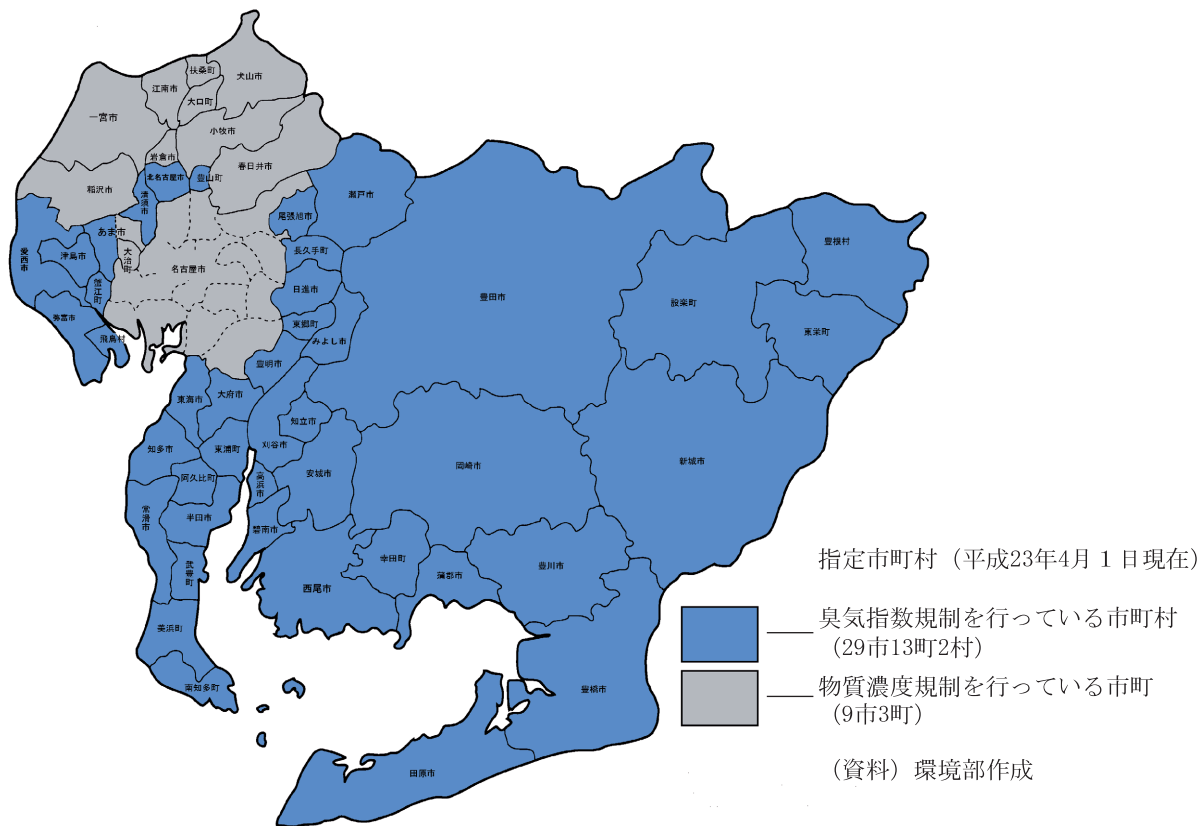 扶桑町
犬山市
江南市
大口町
一宮市
小牧市
岩倉市
春日井市
北名古屋市
豊山町
稲沢市
清須市
瀬戸市
尾張旭市
あま市
長久手町
津島市
大治町
愛西市
名古屋市
蟹江町
日進市
豊田市
豊根村
設楽町
弥富市
東郷町
みよし市
東栄町
飛島村
豊明市
東海市
大府市
知立市
知多市
東浦町
刈谷市
岡崎市
新城市
安城市
阿久比町
高浜市
常滑市
半田市
碧南市
武豊町
幸田町
豊川市
蒲郡市
西尾市
美浜町
南知多町
豊橋市
田原市
指定市町村(平成23年4月1日現在)
臭気指数規制を行っている市町村
(29市13町2村)
物質濃度規制を行っている市町
(9市3町)
(資料)環境部作成